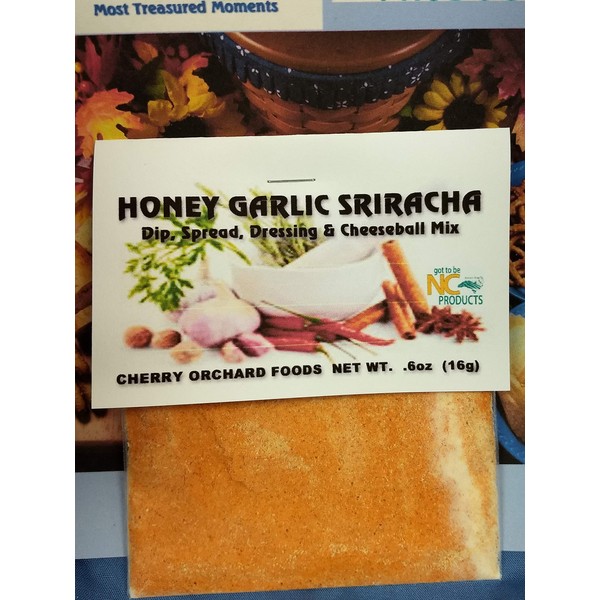 Most Treasured Moments
HONEY GARLIC SRIRACHA
Dip, Spread, Dressing & Cheeseball Mix
got to be
NC
PRODUCTS
CHERRY ORCHARD FOODS NET WT. .6oz (16g)